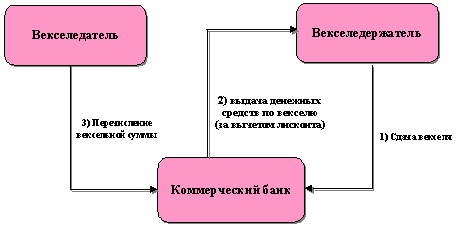 Векселедатель
Векселедержатель
2) выдача денежных
средств по векселю
(за вычетом дисконта)
3) Перечисление
вексельной суммы
1) Сдача векселя
Коммерческий банк